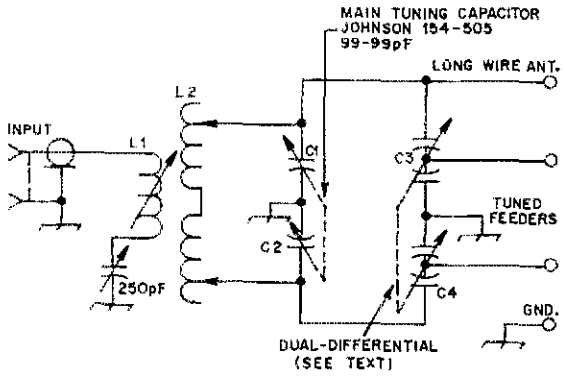 MAIN TUNING CAPACITOR
JOHNSON 154-505
99-99pF
LONG WIRE ANT.
L2
INPUT
L1
C1
C3
TUNED
FEEDERS
C2
250pF
C4
GND.
DUAL-DIFFERENTIAL
(SEE TEXT)